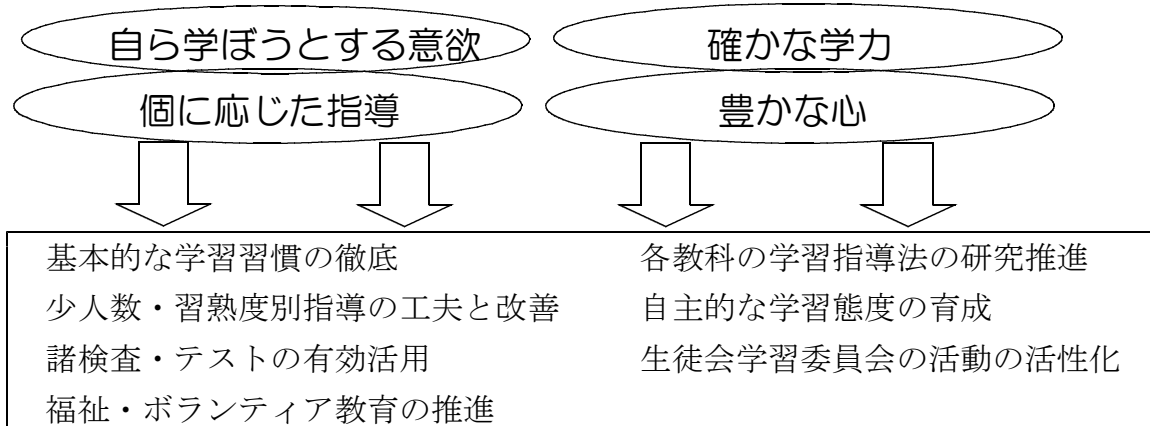 自ら学ぼうとする意欲
確かな学力
個に応じた指導
豊かな心
基本的な学習習慣の徹底
各教科の学習指導法の研究推進
少人数・習熟度別指導の工夫と改善
自主的な学習態度の育成
諸検査・テストの有効活用
生徒会学習委員会の活動の活性化
福祉・ボランティア教育の推進